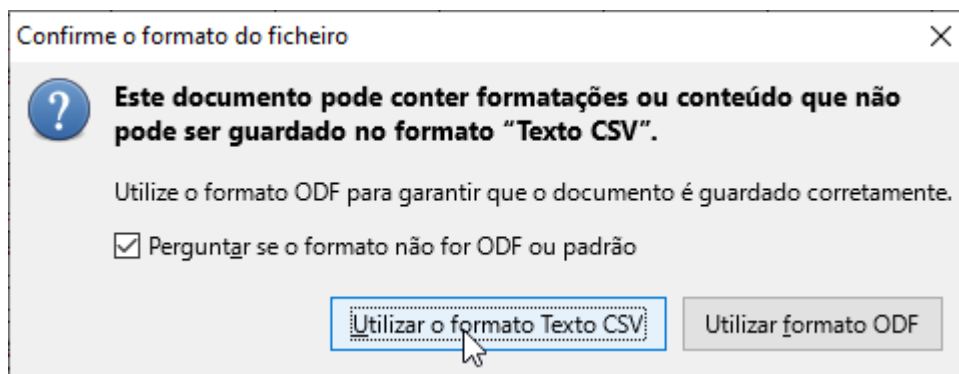 Confirme o formato do ficheiro
Este documento pode conter formatações ou conteúdo que não
pode ser guardado no formato “Texto CSV”.
Utilize o formato ODF para garantir que o documento é guardado corretamente.
Perguntar se o formato não for ODF ou padrão
Utilizar o formato Texto CSV
Utilizar formato ODF